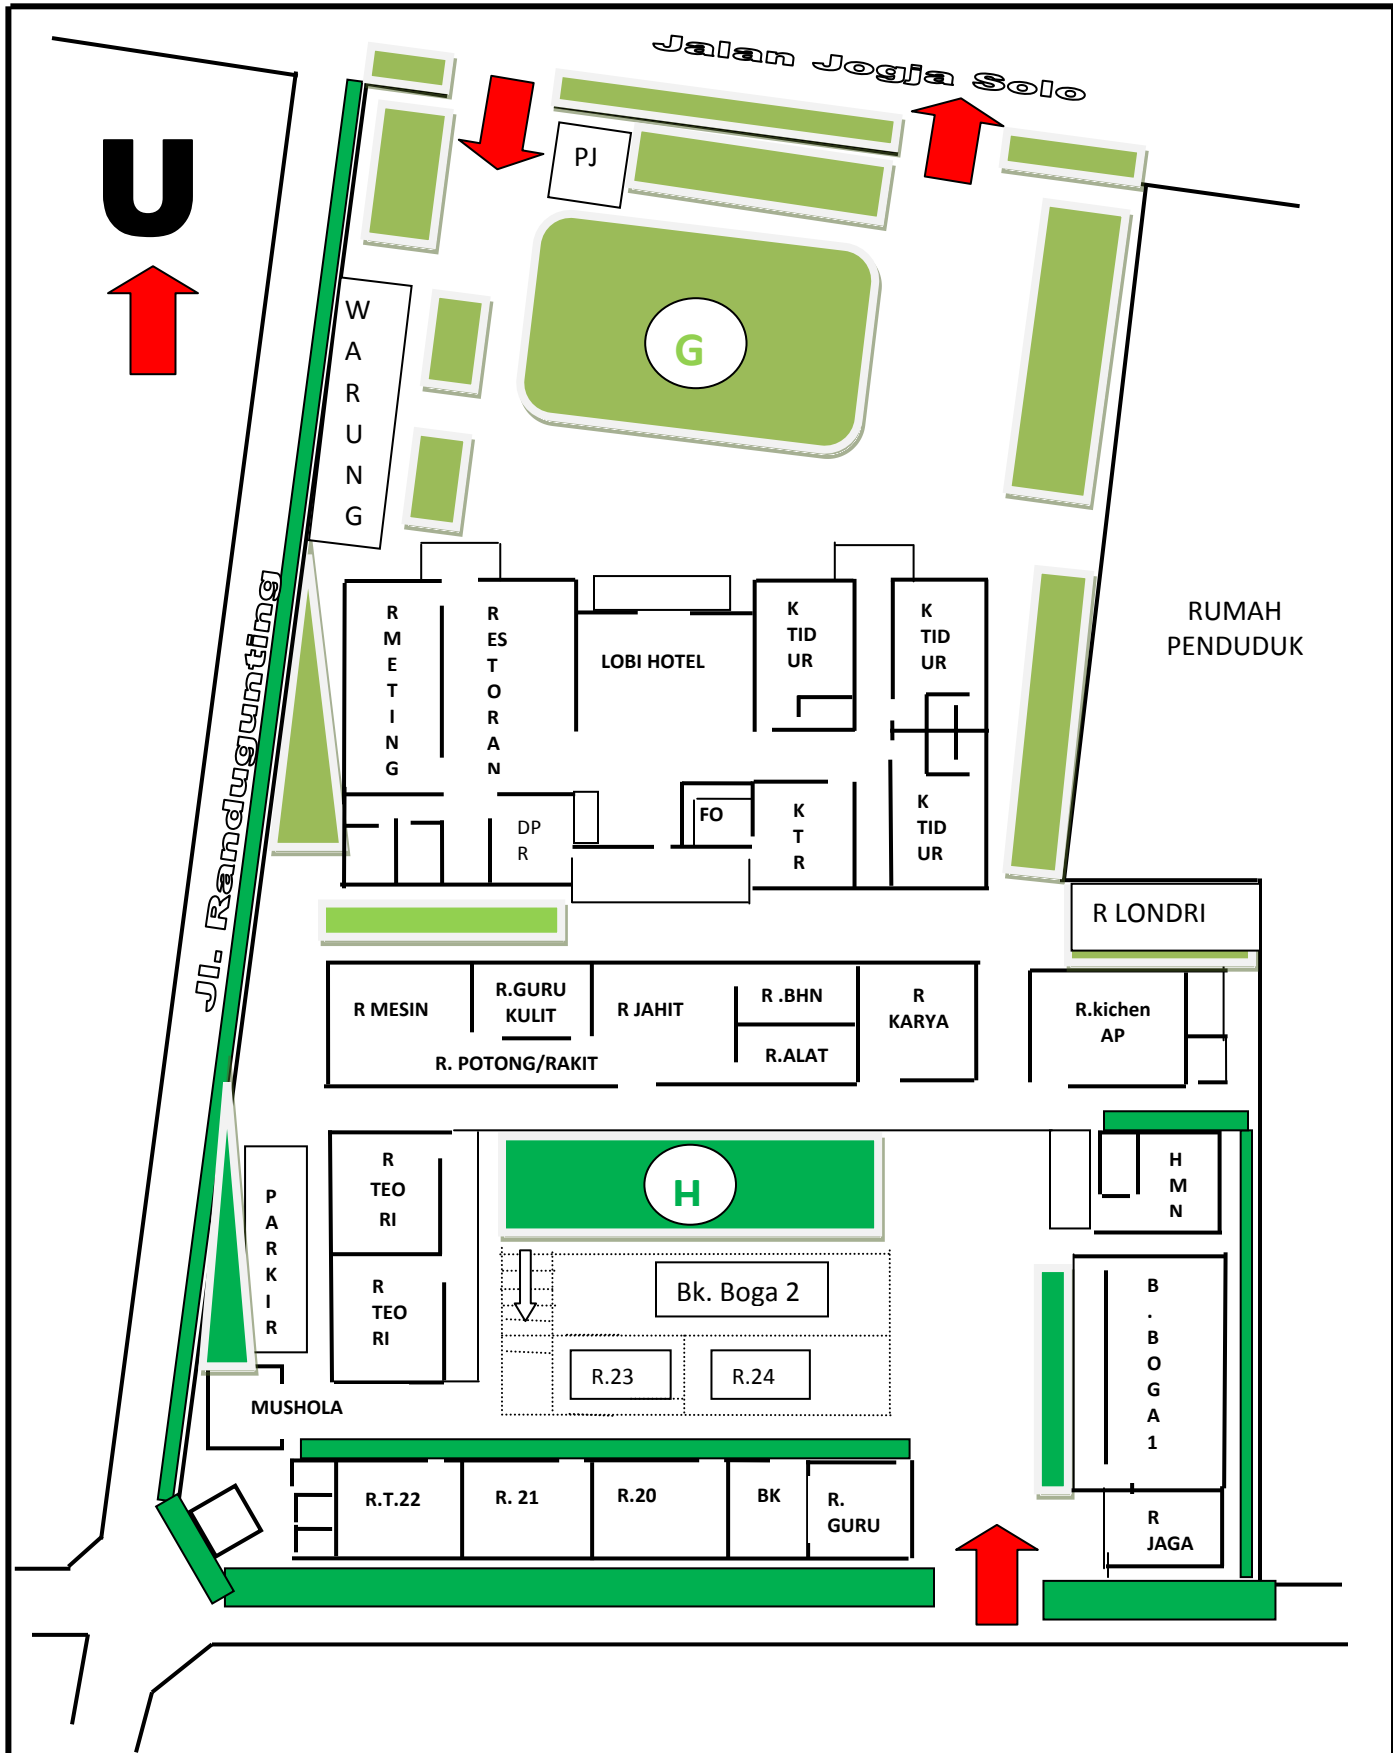 Jalan Jogja Solo
U
PJ
W
A
R
U
N
G
G
Jl. Randugunting
RUMAH
PENDUDUK
R
M
E
T
I
N
G
R
ES
T
O
R
A
N
LOBI HOTEL
K
TID
UR
K
TID
UR
DP
R
FO
K
T
R
K
TID
UR
R LONDRI
R MESIN
R.GURU
KULIT
R JAHIT
R .BHN
R.ALAT
R
KARYA
R.kichen
AP
R. POTONG/RAKIT
P
A
R
K
I
R
R
TEO
RI
R
TEO
RI
H
H
M
N
Bk. Boga 2
R.23
R.24
B
.
B
O
G
A
1
MUSHOLA
R.T.22
R. 21
R.20
BK
R.
GURU
R
JAGA